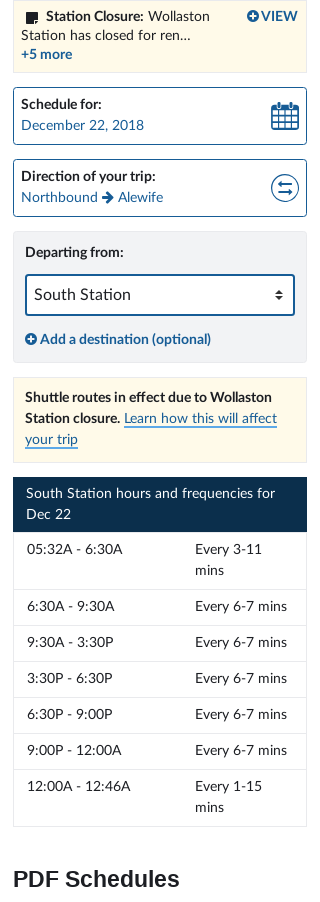 Station Closure: Wollaston
VIEW
Station has closed for ren...
+5 more
Schedule for:
December 22, 2018
Direction of your trip:
Northbound → Alewife
Departing from:
South Station
Add a destination (optional)
Shuttle routes in effect due to Wollaston
Station closure. Learn how this will affect
your trip
South Station hours and frequencies for
Dec 22
05:32A - 6:30A
Every 3-11
mins
6:30A - 9:30A
Every 6-7 mins
9:30A - 3:30P
Every 6-7 mins
3:30P - 6:30P
Every 6-7 mins
6:30P - 9:00P
Every 6-7 mins
9:00P - 12:00A
Every 6-7 mins
12:00A - 12:46A
Every 1-15
mins
PDF Schedules